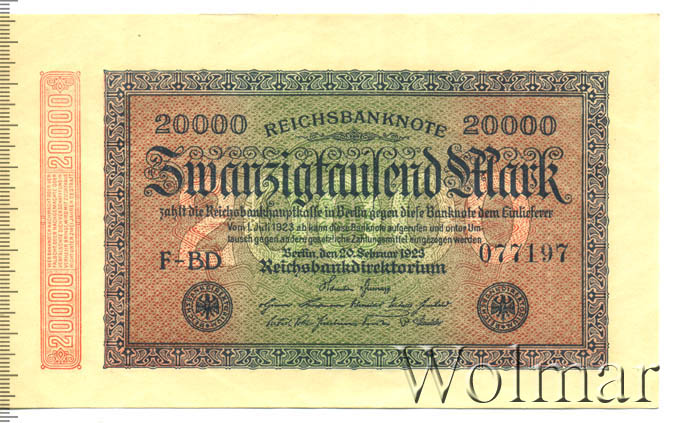 20000
20000 REICHSBANKNOTE 20000
Zwanzigtausend Mark
zahlt die Reichsbankhauptkasse in Berlin gegen diese Banknote dem Einlieferer
Vom 1. Juli 1923 ab kann diese Banknote aufgerufen und unter Um-
tausch gegen andere gesetzliche Zahlungsmittel eingezogen werden
Berlin, den 20. Februar 1923
F-BD 077197
Reichsbankdirektorium
20000
Wolmar